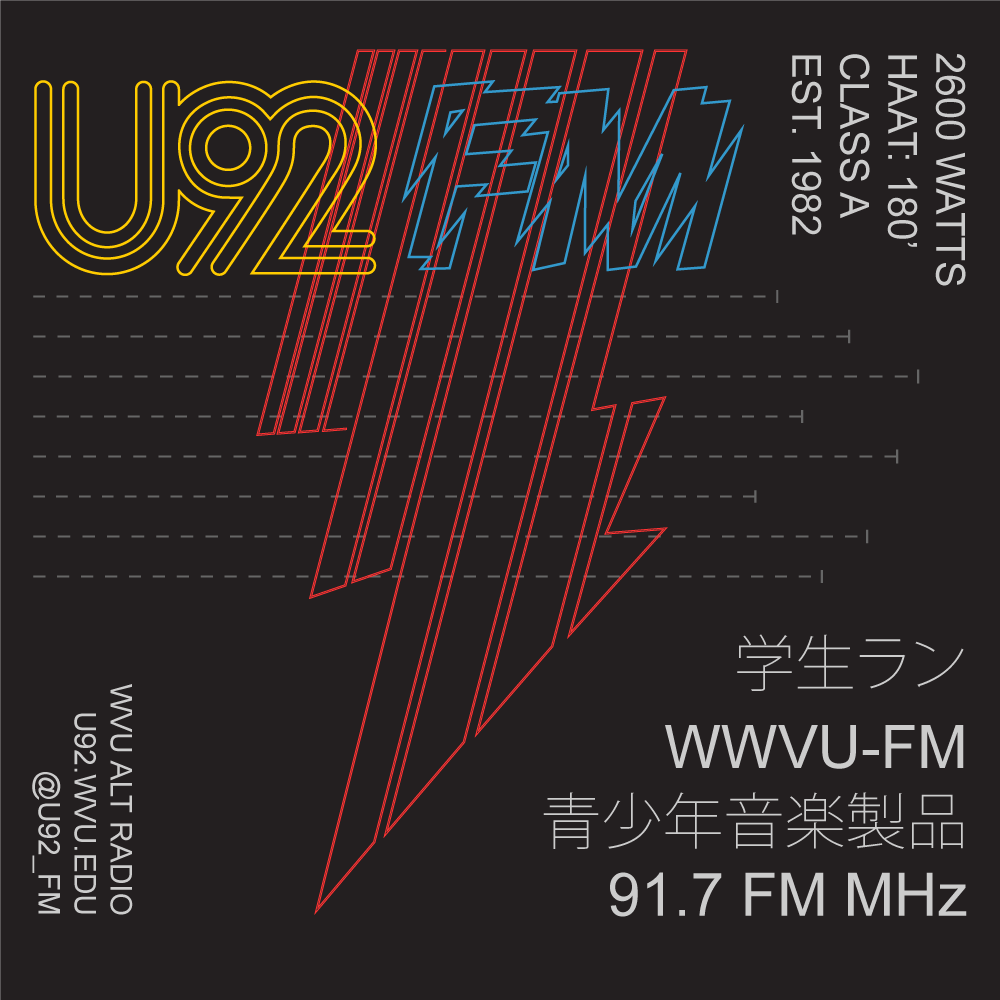 U92 FM
2600 WATTS
HAAT: 180’
CLASS A
EST. 1982
学生ラン
WWVU-FM
青少年音楽製品
91.7 FM MHz
WVU ALT RADIO
U92.WVU.EDU
@U92_FM